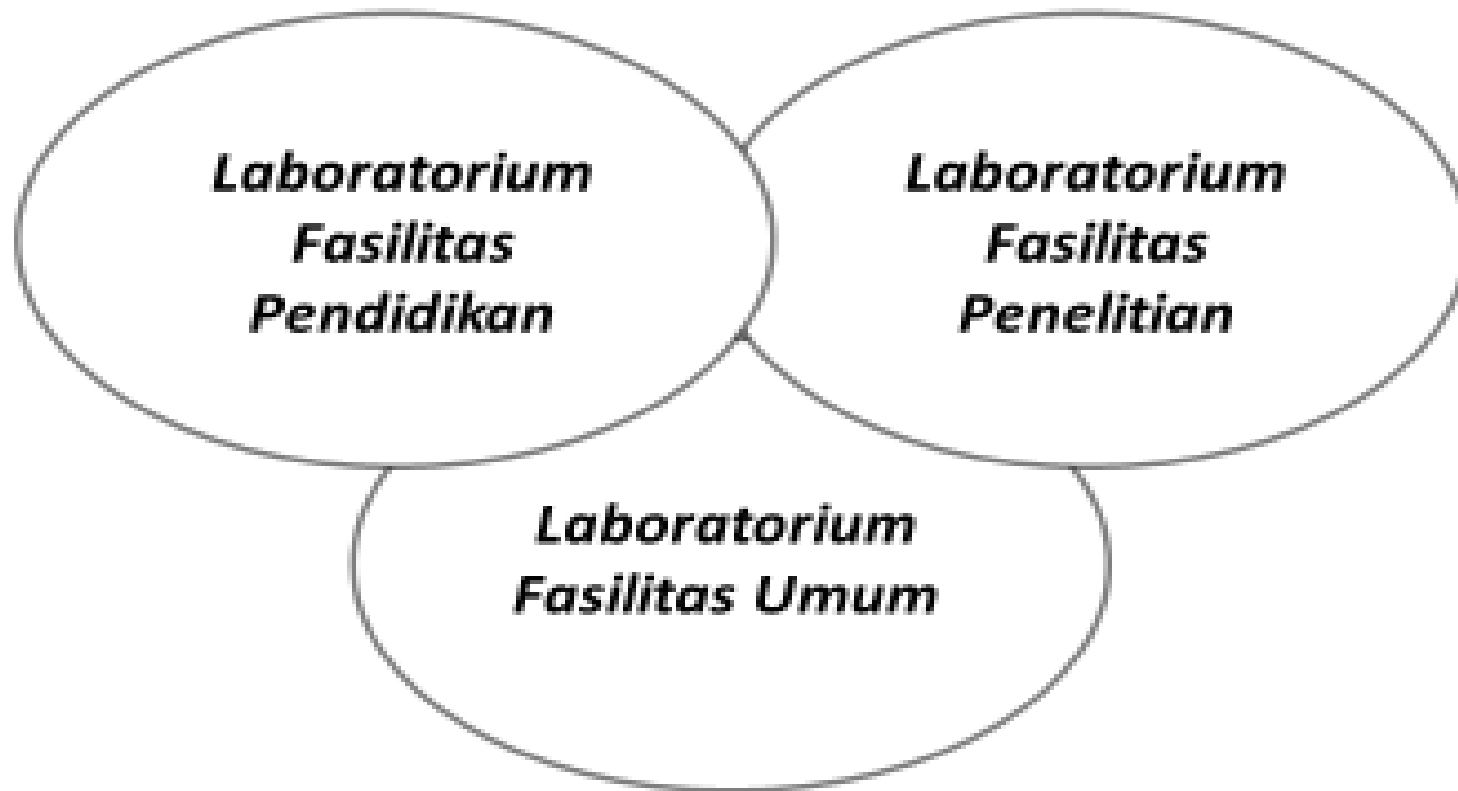 Laboratorium
Fasilitas
Pendidikan
Laboratorium
Fasilitas
Penelitian
Laboratorium
Fasilitas Umum